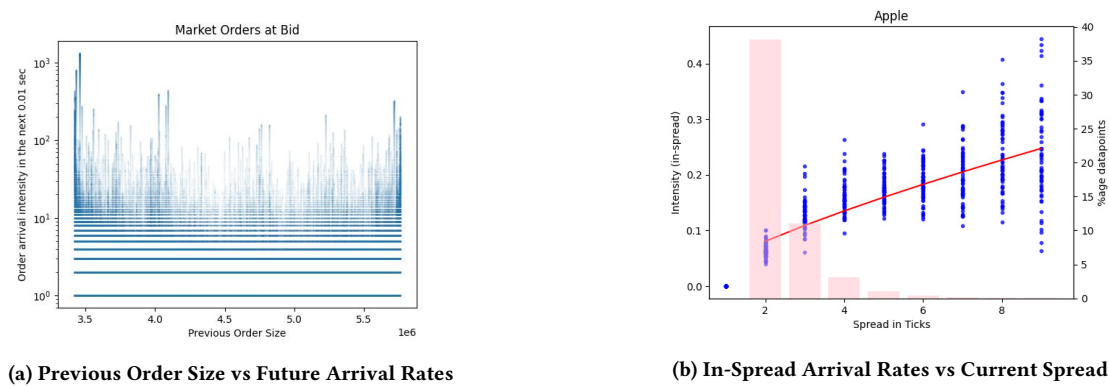 Market Orders at Bid
Order arrival intensity in the next 0.01 sec
10³
10²
10¹
10⁰
3.5 4.0 4.5 5.0 5.5
1e6
Previous Order Size
(a) Previous Order Size vs Future Arrival Rates
Apple
Intensity (in-spread)
0.4
0.3
0.2
0.1
0.0
2 4 6 8
Spread in Ticks
40
35
30
25
20
15
10
5
0
%age datapoints
(b) In-Spread Arrival Rates vs Current Spread